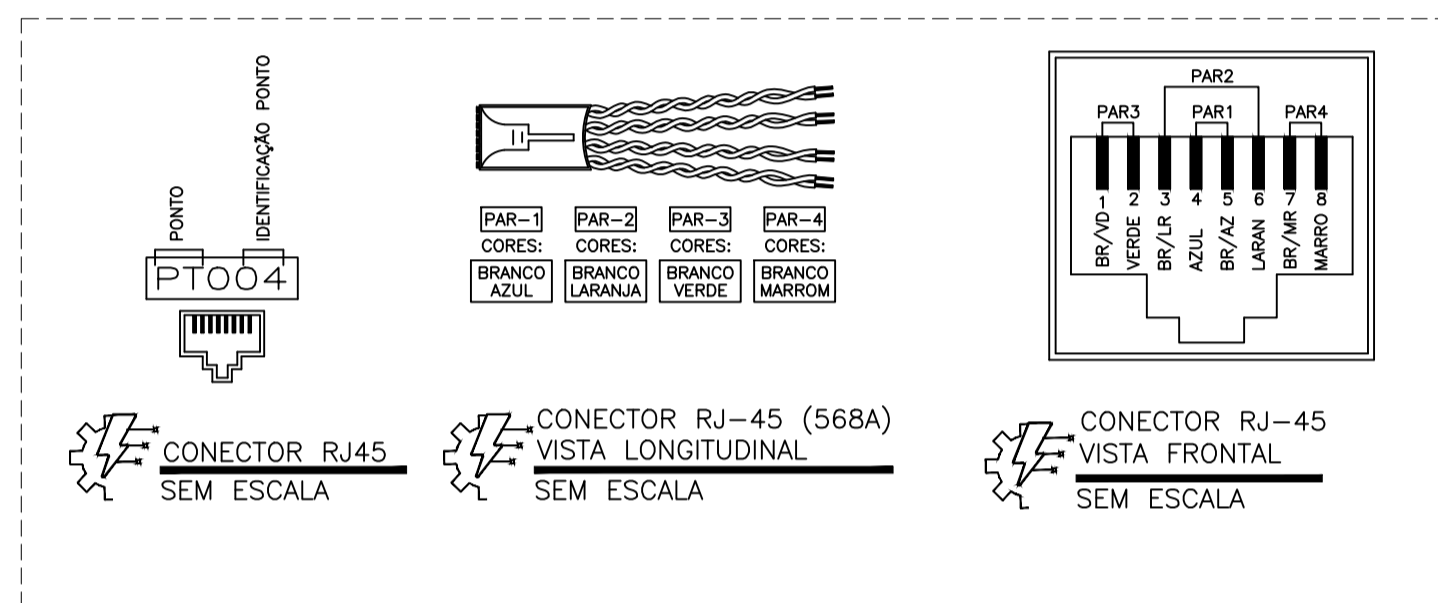 PONTO
IDENTIFICAÇÃO PONTO
PT004
CONECTOR RJ45
SEM ESCALA
PAR-1 PAR-2 PAR-3 PAR-4
CORES: CORES: CORES: CORES:
BRANCO BRANCO BRANCO BRANCO
AZUL LARANJA VERDE MARROM
CONECTOR RJ-45 (568A)
VISTA LONGITUDINAL
SEM ESCALA
PAR2
PAR3 PAR1 PAR4
1 2 3 4 5 6 7 8
BR/VD
VERDE
BR/LR
AZUL
BR/AZ
LARAN
BR/MR
MARRO
CONECTOR RJ-45
VISTA FRONTAL
SEM ESCALA